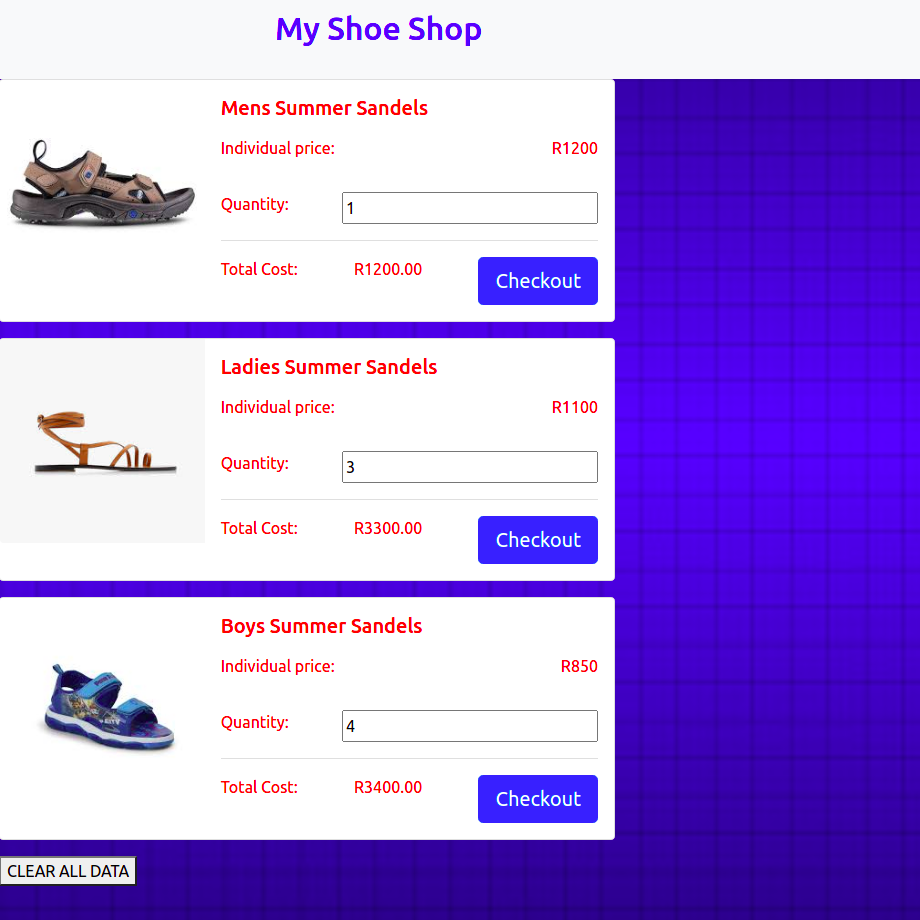 My Shoe Shop
Mens Summer Sandels
Individual price: R1200
Quantity: 1
Total Cost: R1200.00 Checkout
Ladies Summer Sandels
Individual price: R1100
Quantity: 3
Total Cost: R3300.00 Checkout
Boys Summer Sandels
Individual price: R850
Quantity: 4
Total Cost: R3400.00 Checkout
CLEAR ALL DATA